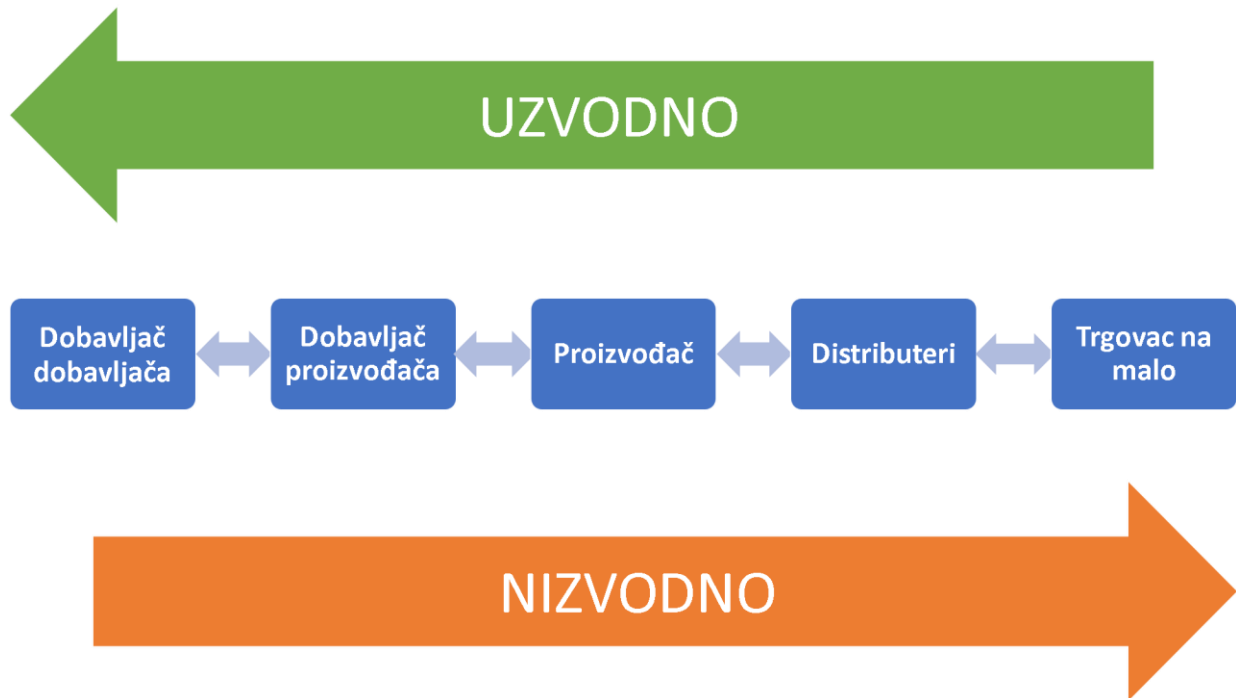 UZVODNO
Dobavljač
dobavljača
Dobavljač
proizvođača
Proizvođač
Distributeri
Trgovac na
malo
NIZVODNO